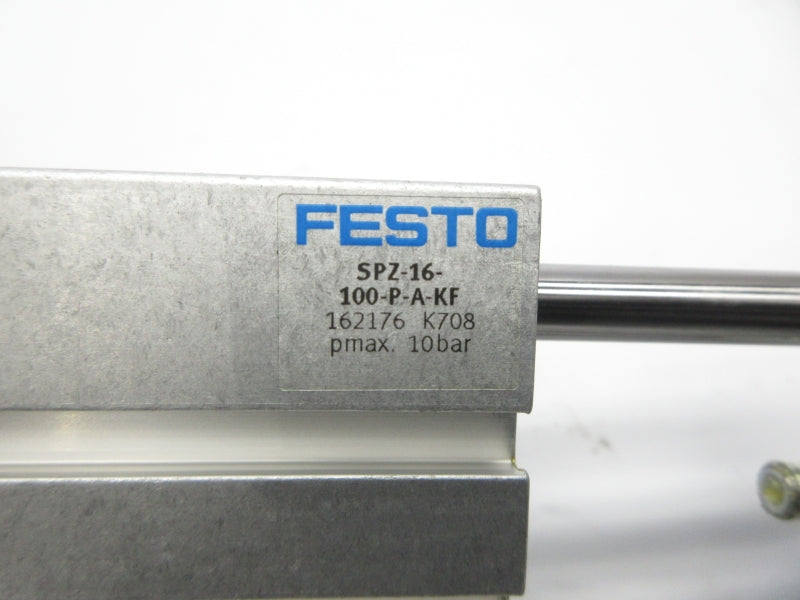 FESTO
SPZ-16-
100-P-A-KF
162176 K708
pmax. 10bar